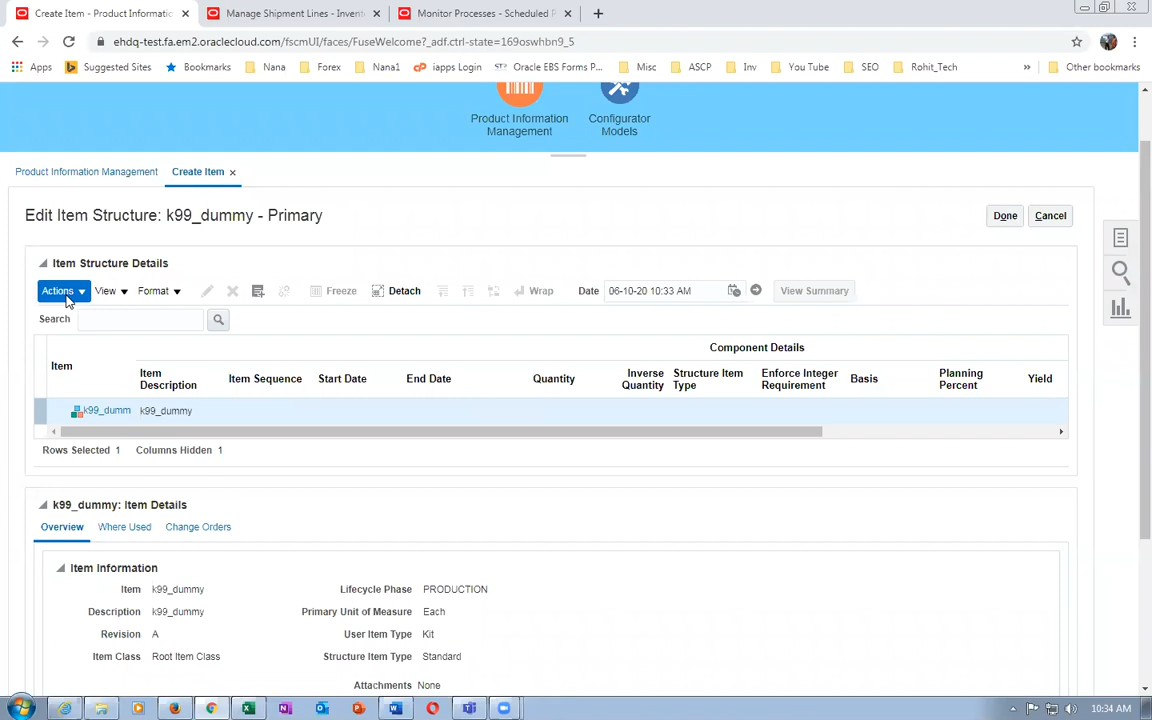 Create Item - Product Informatio
Manage Shipment Lines - Invent
Monitor Processes - Scheduled P
ehdq-test.fa.em2.oraclecloud.com/fscmUI/faces/FuseWelcome?_adf.ctrl-state=169oswhbn9_5
Apps Suggested Sites Bookmarks Nana Forex Nana1 iapps Login Oracle EBS Forms P... Misc ASCP Inv You Tube SEO Rohit_Tech » Other bookmarks
Product Information Management
Configurator Models
Product Information Management Create Item
Edit Item Structure: k99_dummy - Primary
Done Cancel
Item Structure Details
Actions View Format Freeze Detach Wrap Date 06-10-20 10:33 AM View Summary
Search
Component Details
Item Item Description Item Sequence Start Date End Date Quantity Inverse Quantity Structure Item Type Enforce Integer Requirement Basis Planning Percent Yield
k99_dumm k99_dummy
Rows Selected 1 Columns Hidden 1
k99_dummy: Item Details
Overview Where Used Change Orders
Item Information
Item k99_dummy Lifecycle Phase PRODUCTION
Description k99_dummy Primary Unit of Measure Each
Revision A User Item Type Kit
Item Class Root Item Class Structure Item Type Standard
Attachments None
10:34 AM